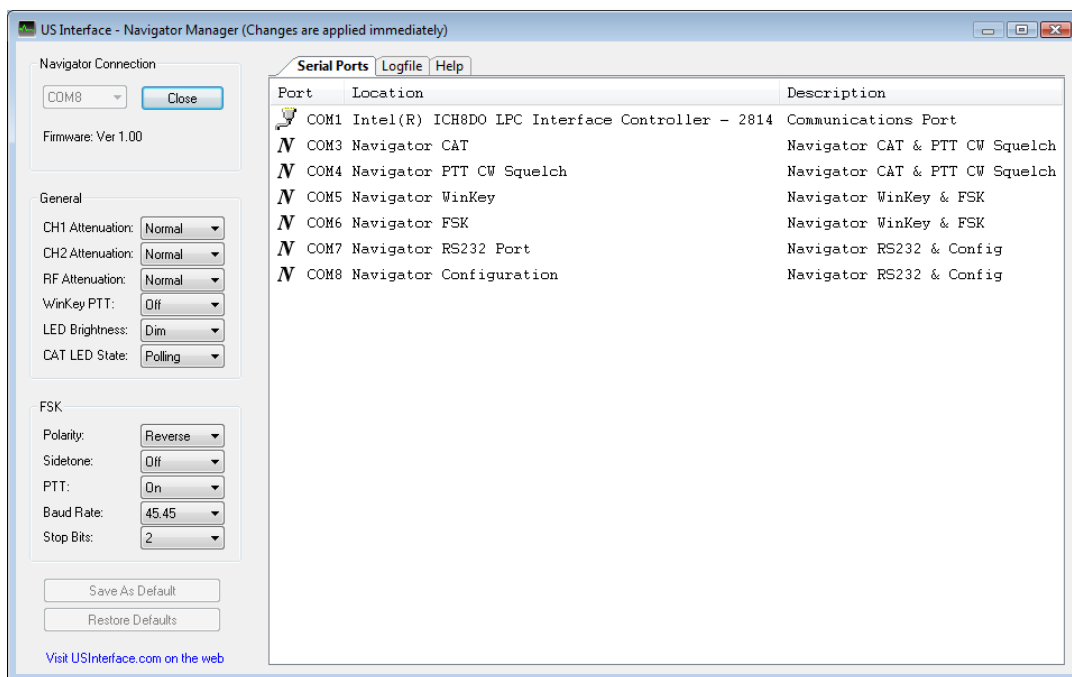 US Interface - Navigator Manager (Changes are applied immediately)
Navigator Connection
COM8
Close
Firmware: Ver 1.00
General
CH1 Attenuation: Normal
CH2 Attenuation: Normal
RF Attenuation: Normal
WinKey PTT: Off
LED Brightness: Dim
CAT LED State: Polling
FSK
Polarity: Reverse
Sidetone: Off
PTT: On
Baud Rate: 45.45
Stop Bits: 2
Save As Default
Restore Defaults
Visit USInterface.com on the web
Serial Ports Logfile Help
Port Location Description
COM1 Intel(R) ICH8DO LPC Interface Controller - 2814 Communications Port
N COM3 Navigator CAT Navigator CAT & PTT CW Squelch
N COM4 Navigator PTT CW Squelch Navigator CAT & PTT CW Squelch
N COM5 Navigator WinKey Navigator WinKey & FSK
N COM6 Navigator FSK Navigator WinKey & FSK
N COM7 Navigator RS232 Port Navigator RS232 & Config
N COM8 Navigator Configuration Navigator RS232 & Config